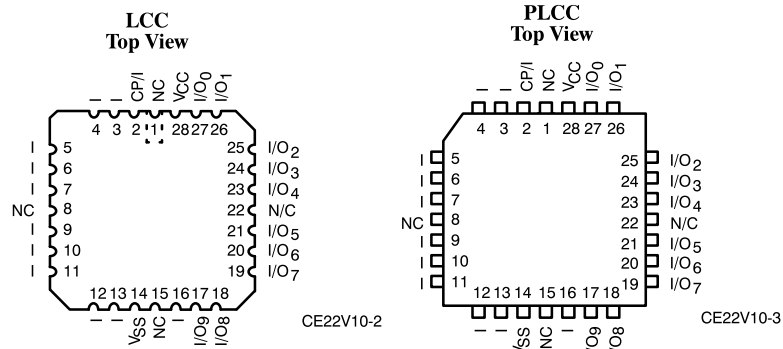 LCC
Top View
I I CP/I NC VCC I/O0 I/O1
4 3 2 1 28 27 26
I 5 25 I/O2
I 6 24 I/O3
I 7 23 I/O4
NC 8 22 N/C
I 9 21 I/O5
I 10 20 I/O6
I 11 19 I/O7
12 13 14 15 16 17 18
I I VSS NC I I/O9 I/O8
CE22V10-2
PLCC
Top View
I I CP/I NC VCC I/O0 I/O1
4 3 2 1 28 27 26
I 5 25 I/O2
I 6 24 I/O3
I 7 23 I/O4
NC 8 22 N/C
I 9 21 I/O5
I 10 20 I/O6
I 11 19 I/O7
12 13 14 15 16 17 18
I I VSS NC I I/O9 I/O8
CE22V10-3